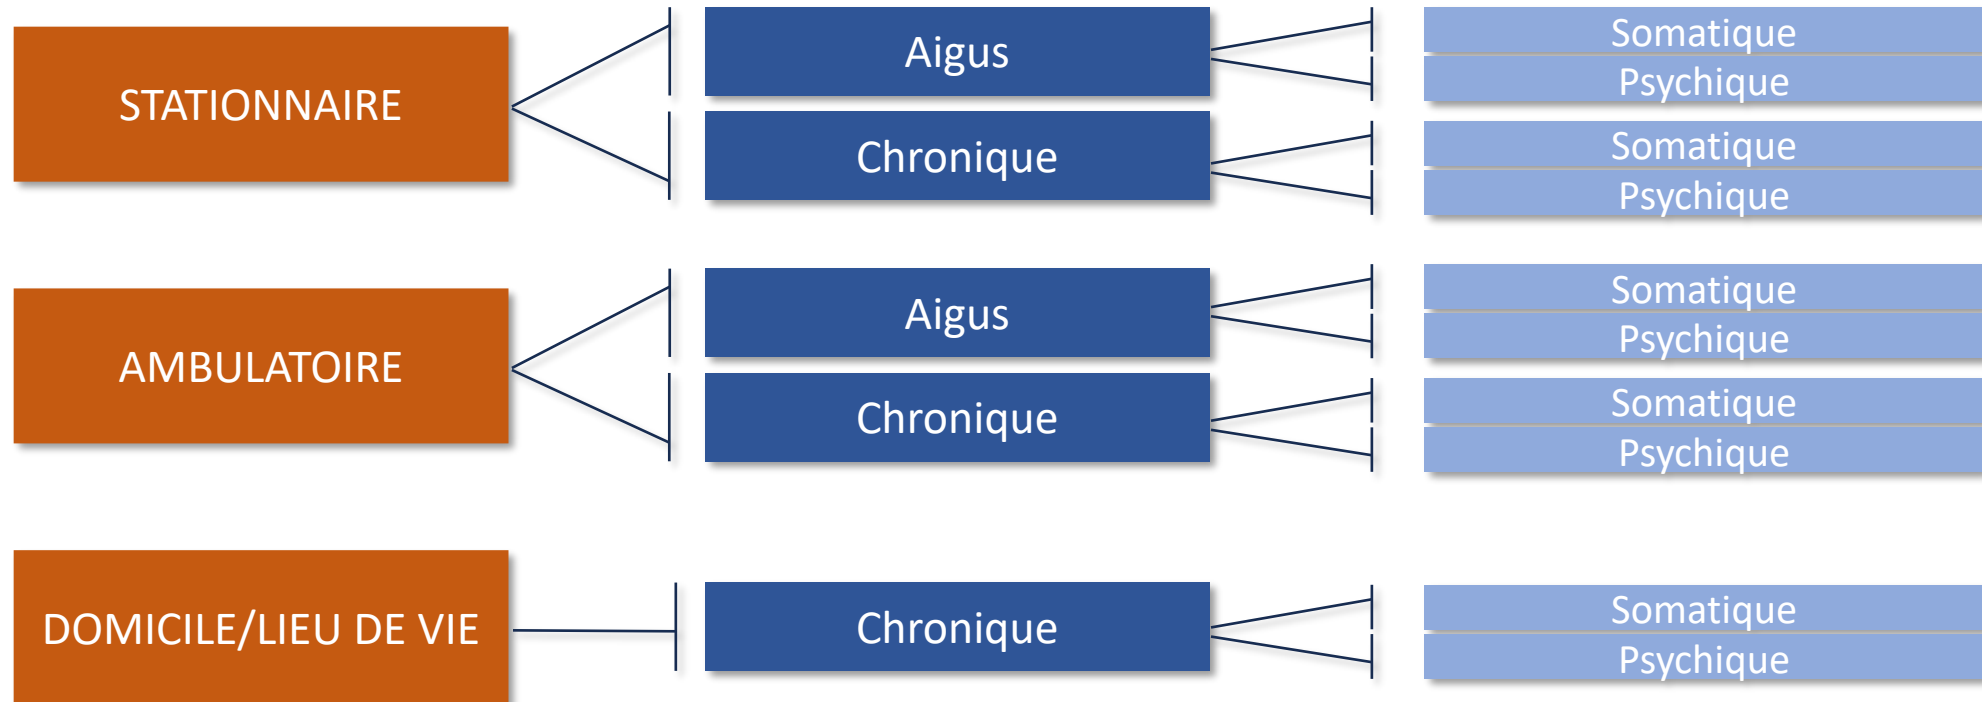 STATIONNAIRE
Aigus
Somatique
Psychique
Chronique
Somatique
Psychique
AMBULATOIRE
Aigus
Somatique
Psychique
Chronique
Somatique
Psychique
DOMICILE/LIEU DE VIE
Chronique
Somatique
Psychique